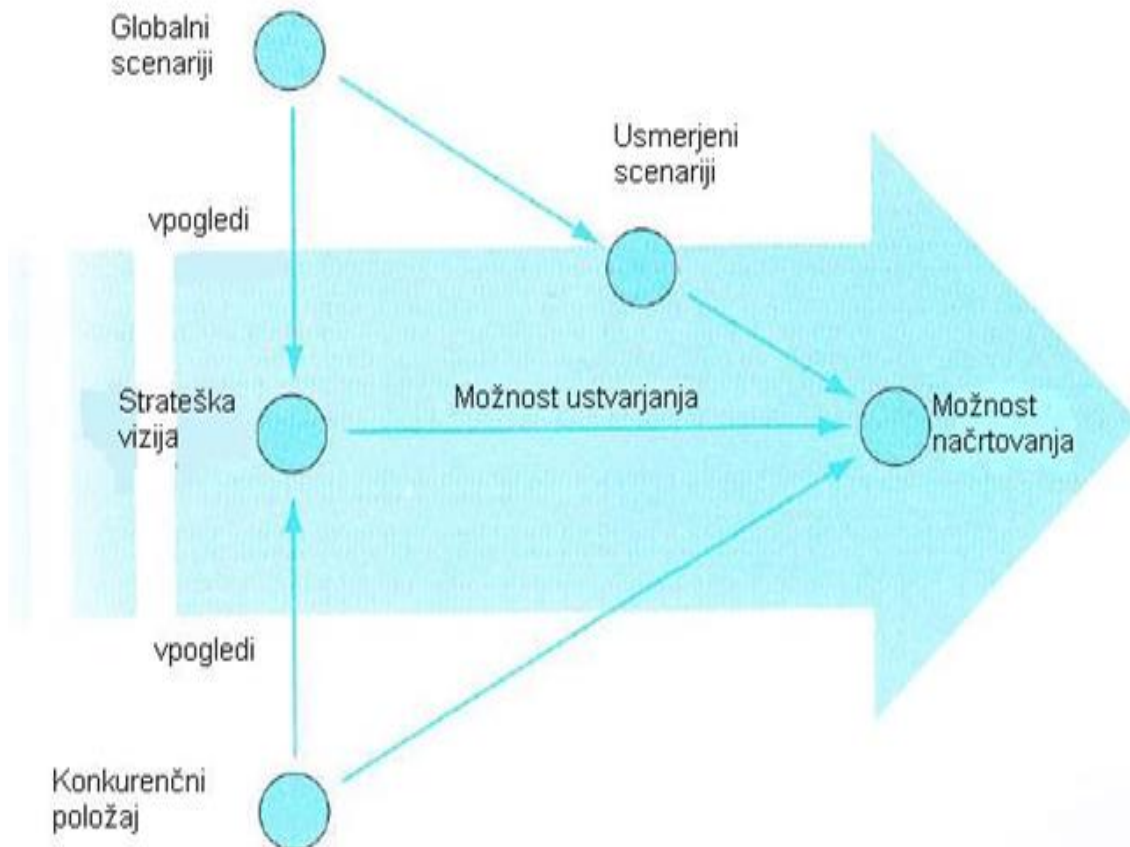 Globalni
scenariji
Usmerjeni
scenariji
vpogledi
Strateška
vizija
Možnost ustvarjanja
Možnost
načrtovanja
vpogledi
Konkurenčni
položaj